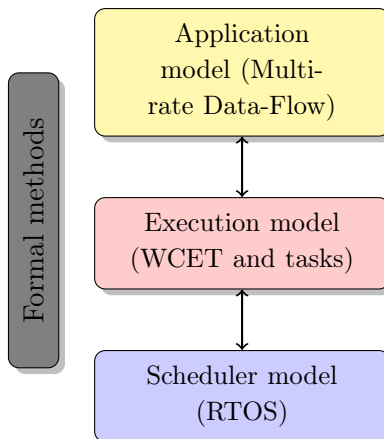 Formal methods
Application
model (Multi-
rate Data-Flow)
Execution model
(WCET and tasks)
Scheduler model
(RTOS)